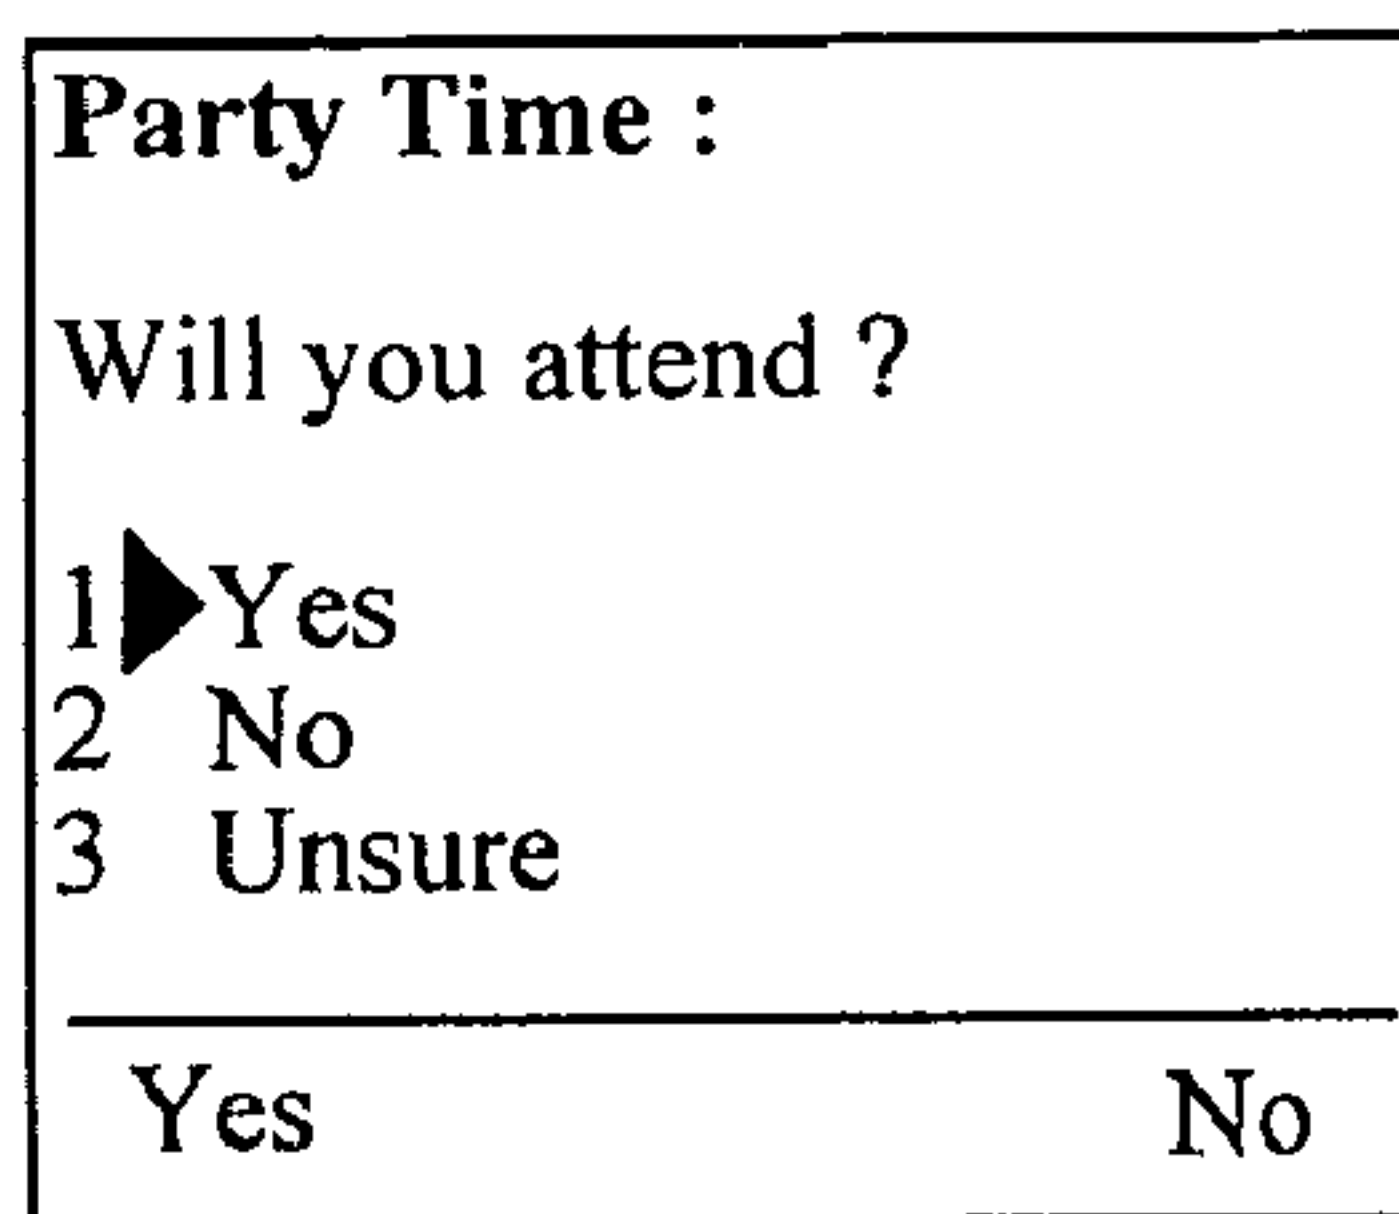 Party Time :
Will you attend ?
1 Yes
2 No
3 Unsure
Yes No